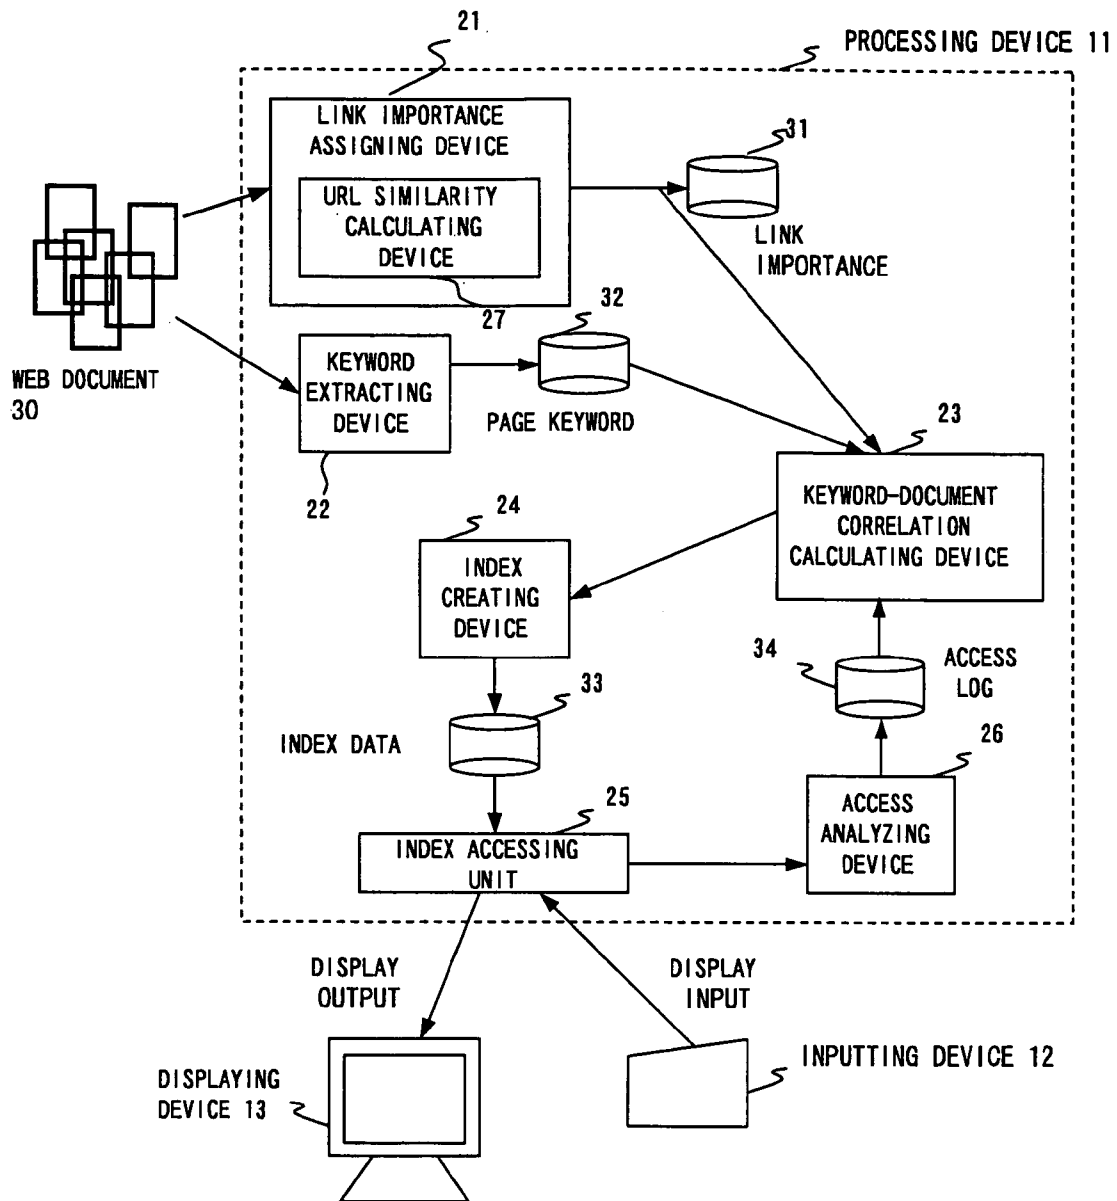 21
PROCESSING DEVICE 11
LINK IMPORTANCE
ASSIGNING DEVICE
31
URL SIMILARITY
CALCULATING
DEVICE
LINK
IMPORTANCE
27
32
KEYWORD
EXTRACTING
DEVICE
WEB DOCUMENT
30
PAGE KEYWORD
23
22
KEYWORD-DOCUMENT
CORRELATION
CALCULATING DEVICE
24
INDEX
CREATING
DEVICE
34
ACCESS
LOG
33
INDEX DATA
26
25
ACCESS
ANALYZING
DEVICE
INDEX ACCESSING
UNIT
DISPLAY
OUTPUT
DISPLAY
INPUT
INPUTTING DEVICE 12
DISPLAYING
DEVICE 13